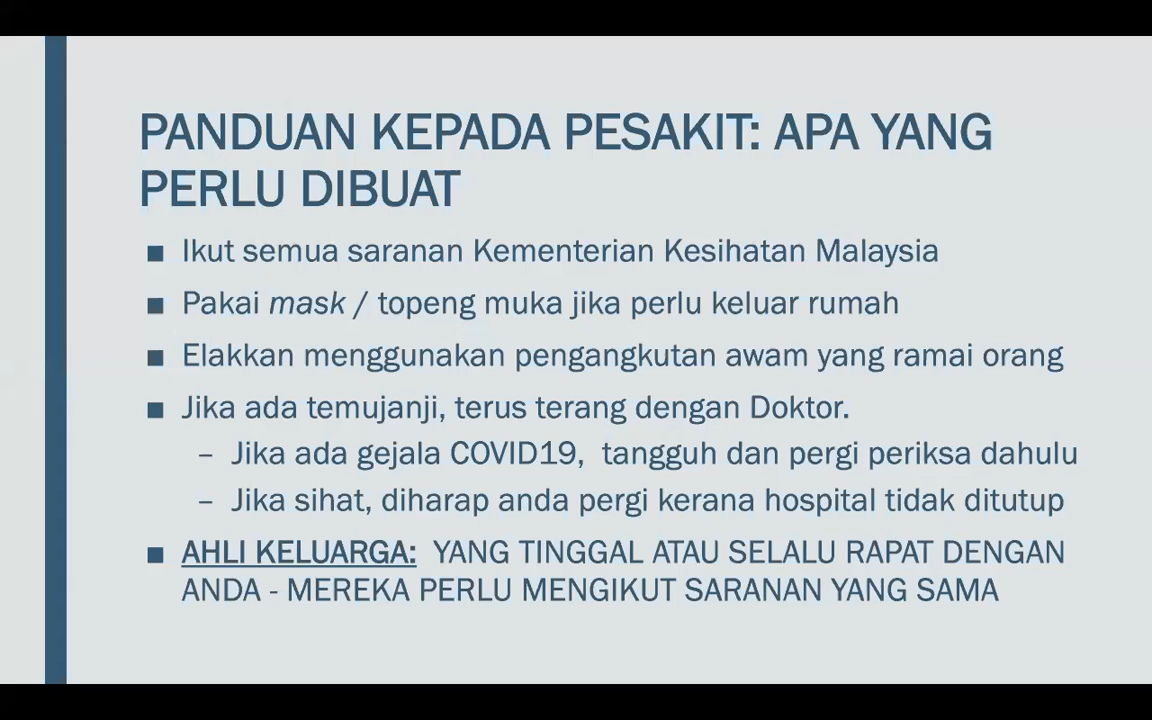 PANDUAN KEPADA PESAKIT: APA YANG
PERLU DIBUAT
■ Ikut semua saranan Kementerian Kesihatan Malaysia
■ Pakai mask / topeng muka jika perlu keluar rumah
■ Elakkan menggunakan pengangkutan awam yang ramai orang
■ Jika ada temujanji, terus terang dengan Doktor.
– Jika ada gejala COVID19, tangguh dan pergi periksa dahulu
– Jika sihat, diharap anda pergi kerana hospital tidak ditutup
■ AHLI KELUARGA: YANG TINGGAL ATAU SELALU RAPAT DENGAN
ANDA - MEREKA PERLU MENGIKUT SARANAN YANG SAMA